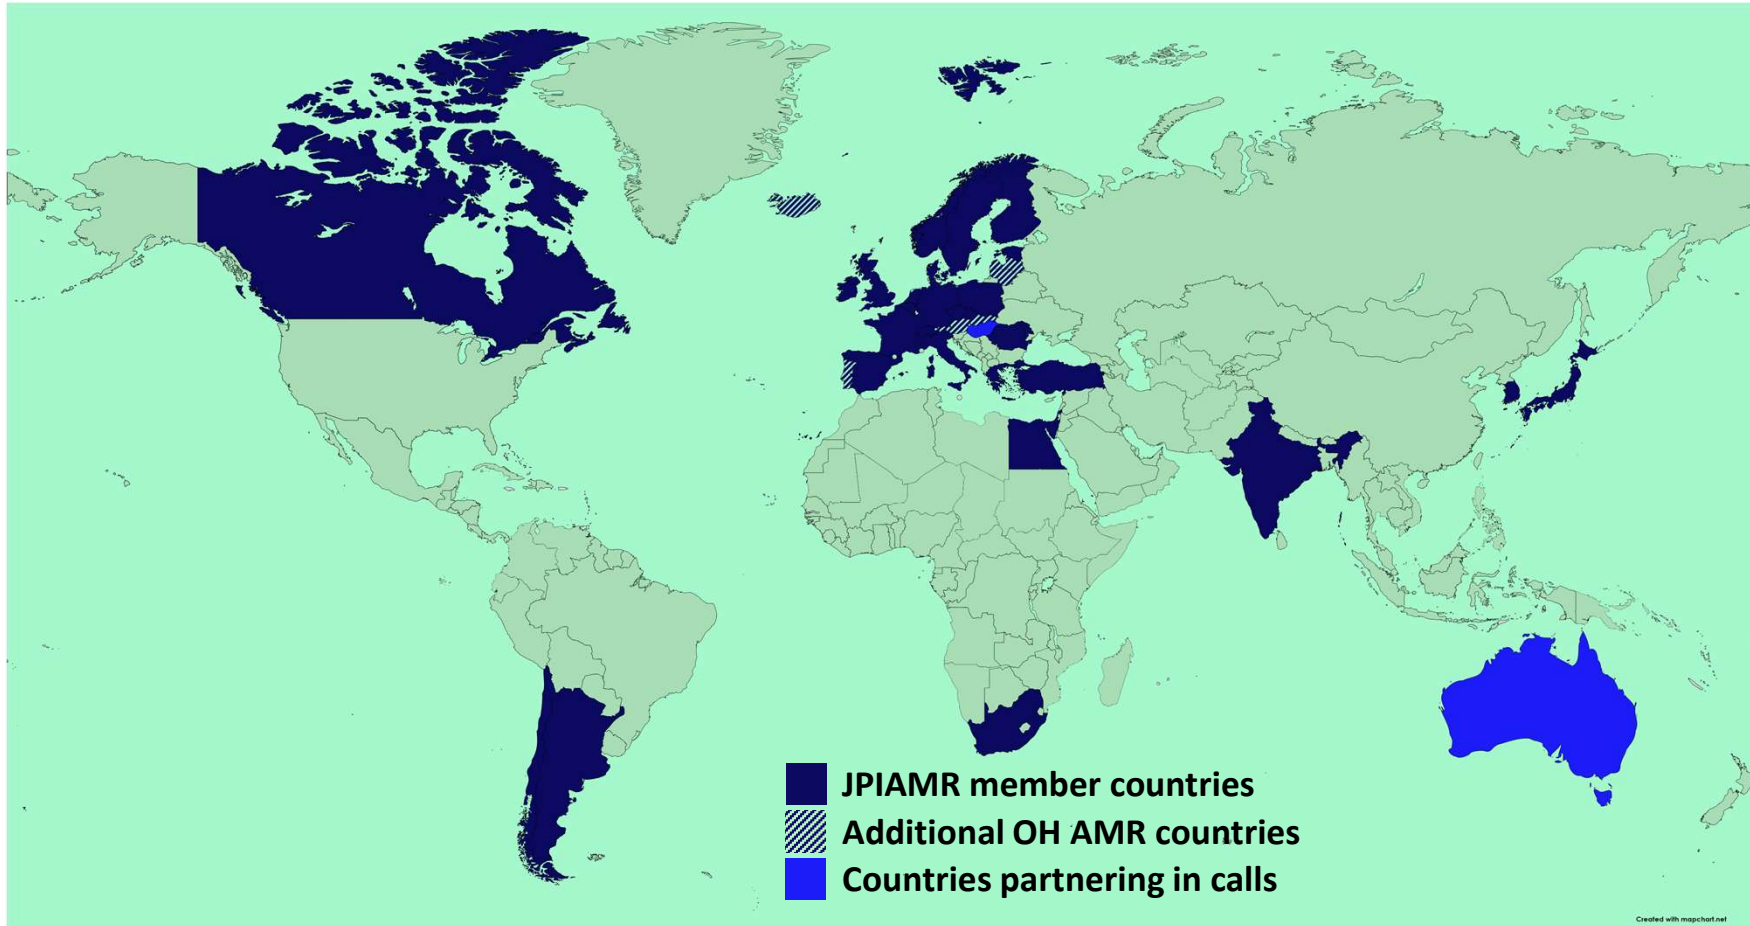 JPIAMR member countries
Additional OH AMR countries
Countries partnering in calls
Created with mapchart.net